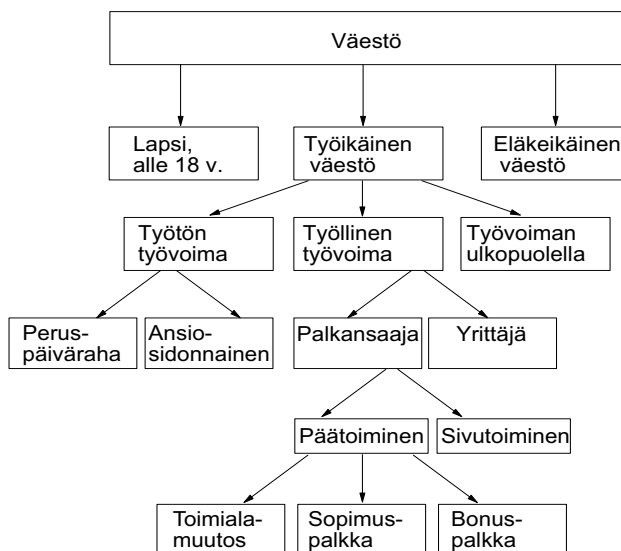 Väestö
Lapsi,
alle 18 v.
Työikäinen
väestö
Eläkeikäinen
väestö
Työtön
työvoima
Työllinen
työvoima
Työvoiman
ulkopuolella
Perus-
päiväraha
Ansio-
sidonnainen
Palkansaaja
Yrittäjä
Päätoiminen
Sivutoiminen
Toimiala-
muutos
Sopimus-
palkka
Bonus-
palkka